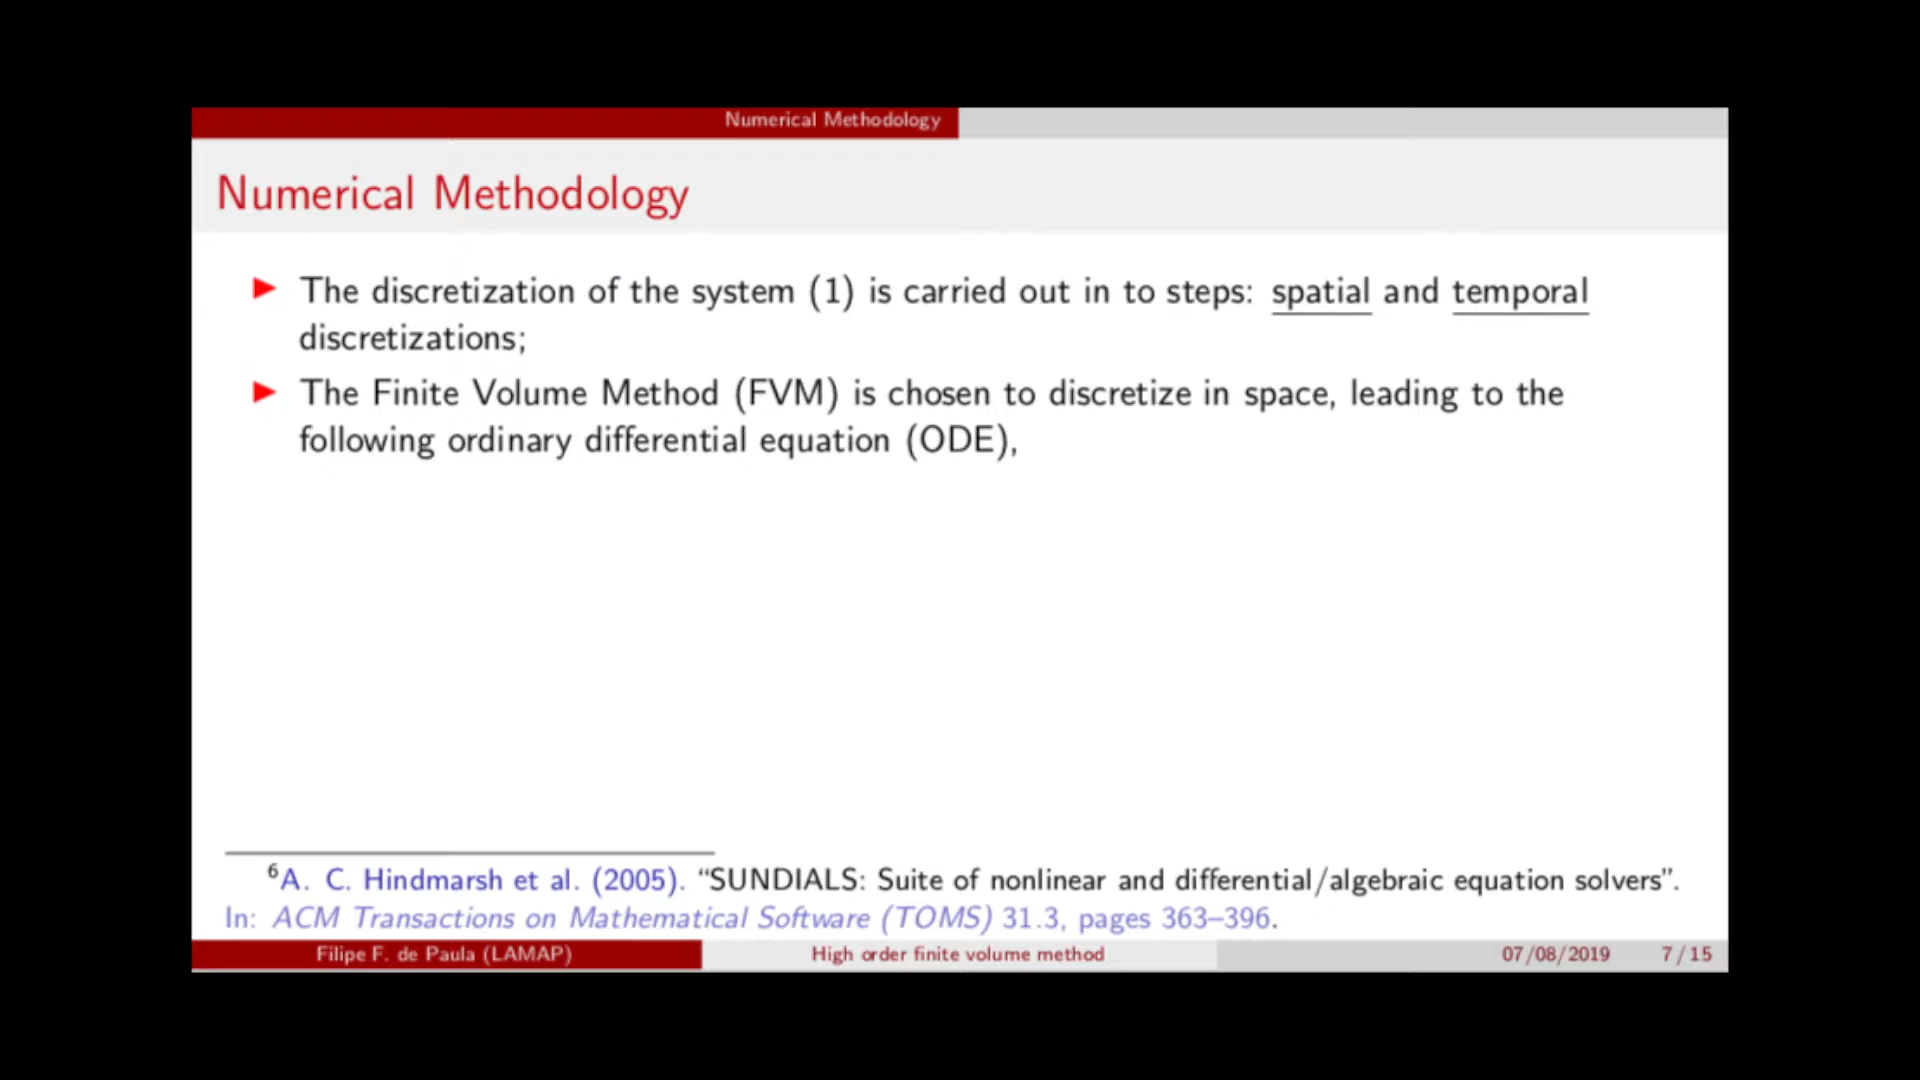 Numerical Methodology
Numerical Methodology
▶ The discretization of the system (1) is carried out in to steps: spatial and temporal
discretizations;
▶ The Finite Volume Method (FVM) is chosen to discretize in space, leading to the
following ordinary differential equation (ODE),
⁶A. C. Hindmarsh et al. (2005). “SUNDIALS: Suite of nonlinear and differential/algebraic equation solvers”.
In: ACM Transactions on Mathematical Software (TOMS) 31.3, pages 363–396.
Filipe F. de Paula (LAMAP) High order finite volume method 07/08/2019 7 / 15